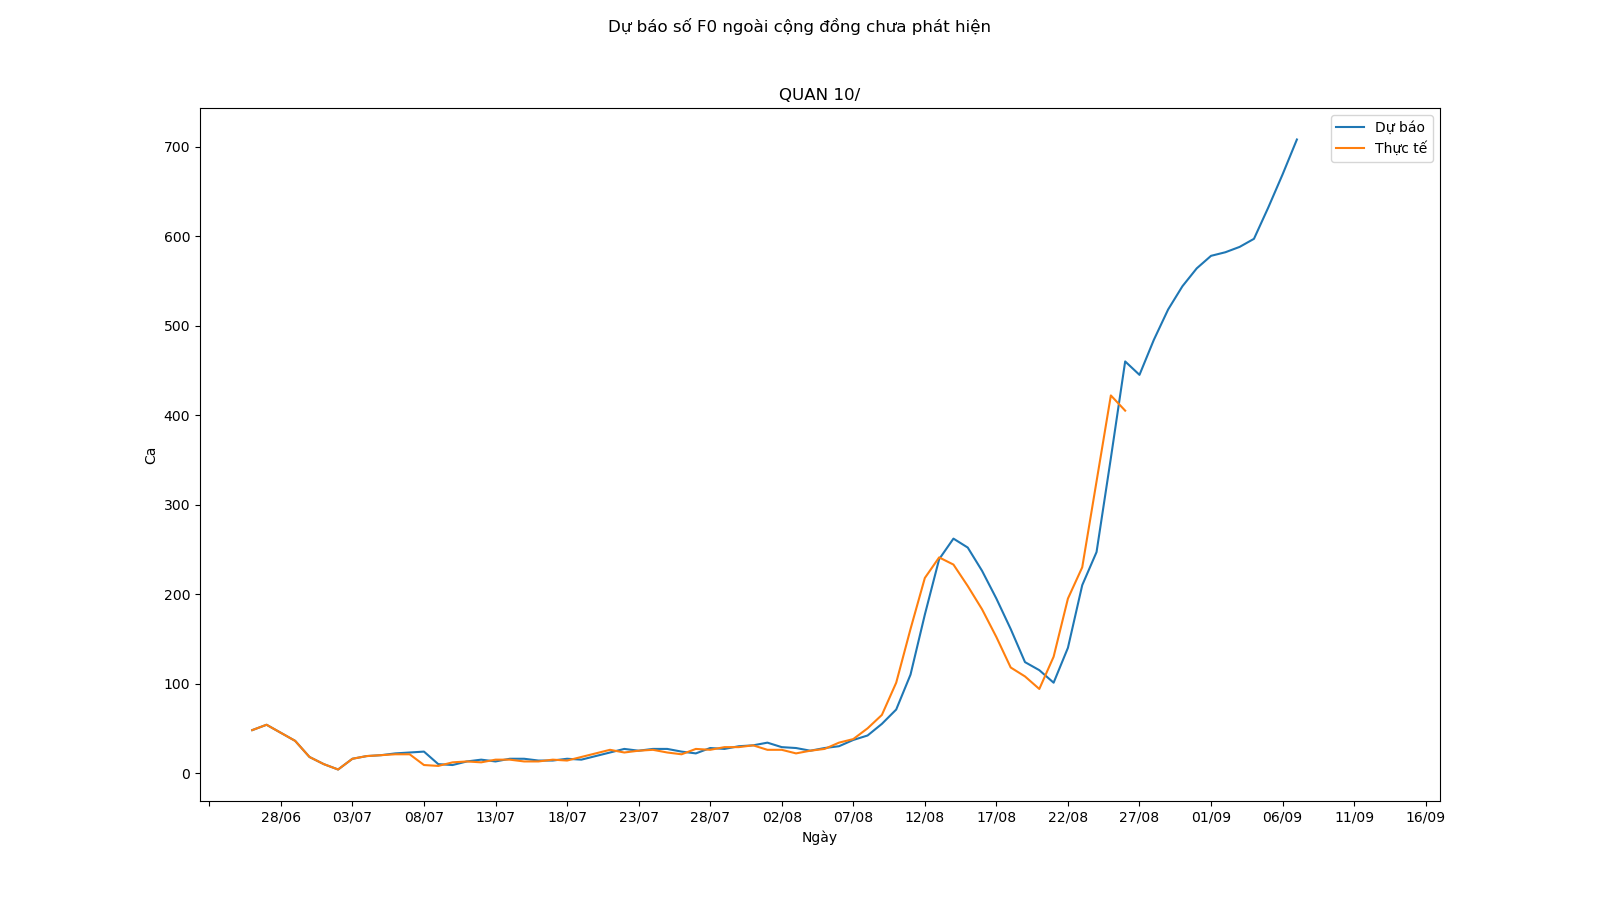 Dự báo số F0 ngoài cộng đồng chưa phát hiện
QUAN 10/
Dự báo
Thực tế
700
600
500
400
300
200
100
0
Ca
28/06 03/07 08/07 13/07 18/07 23/07 28/07 02/08 07/08 12/08 17/08 22/08 27/08 01/09 06/09 11/09 16/09
Ngày